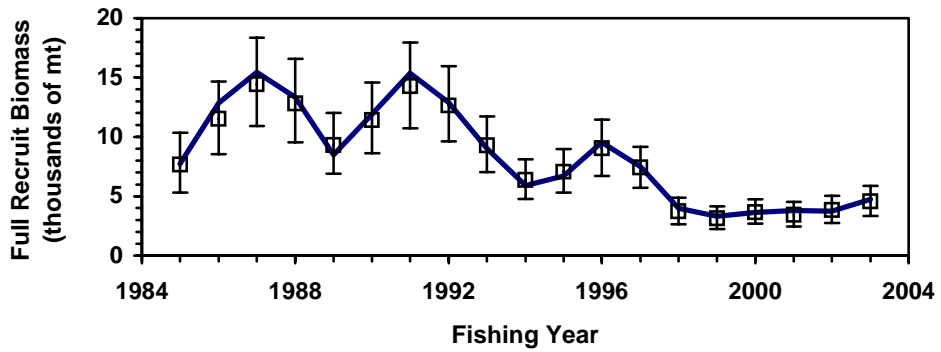 Full Recruit Biomass
(thousands of mt)
20
15
10
5
0
1984 1988 1992 1996 2000 2004
Fishing Year